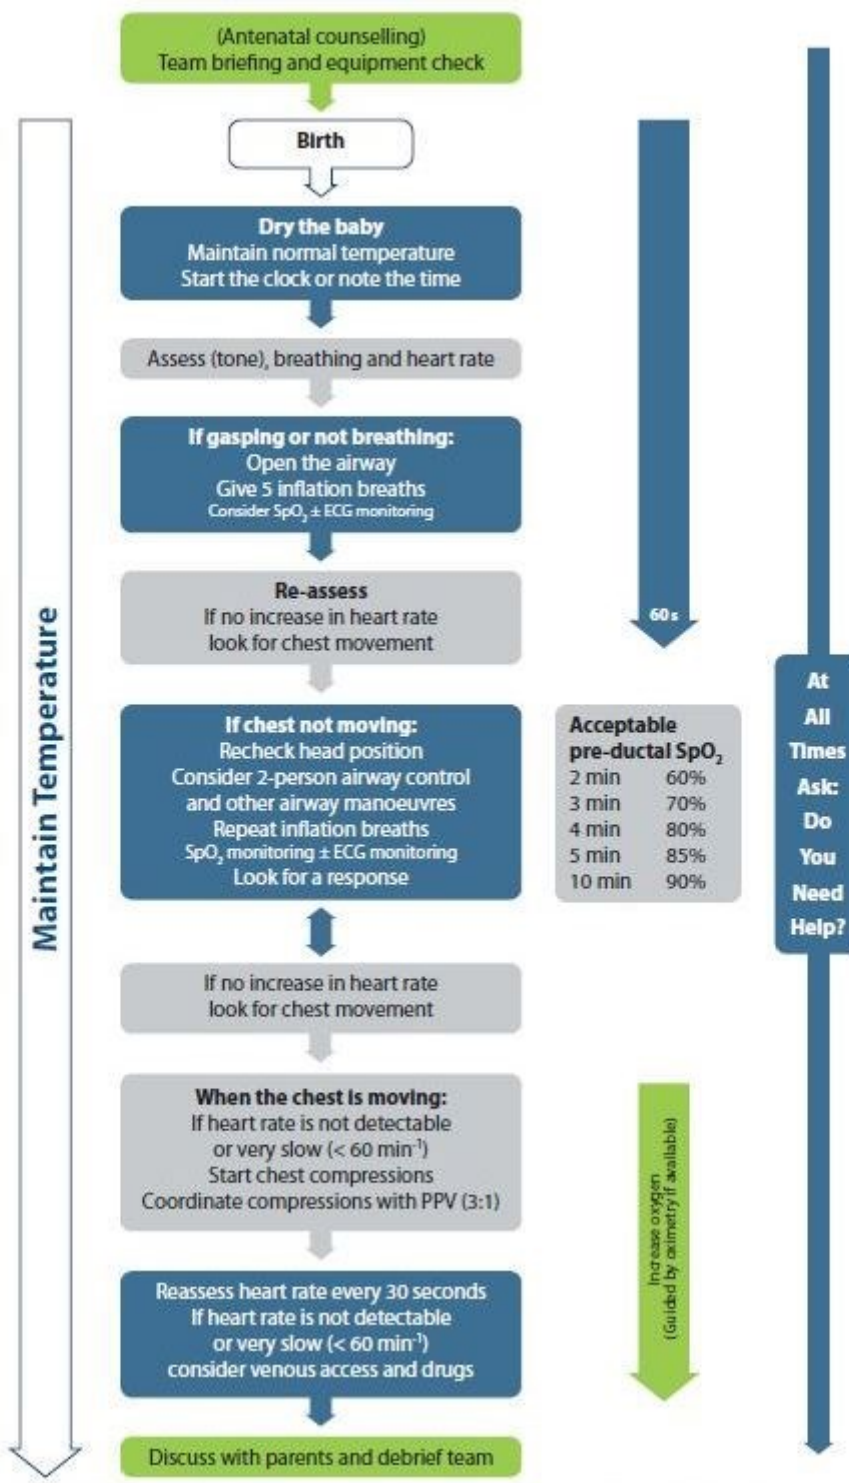 (Antenatal counselling)
Team briefing and equipment check
Birth
Dry the baby
Maintain normal temperature
Start the clock or note the time
Assess (tone), breathing and heart rate
If gasping or not breathing:
Open the airway
Give 5 inflation breaths
Consider SpO₂ ± ECG monitoring
Re-assess
If no increase in heart rate
look for chest movement
If chest not moving:
Recheck head position
Consider 2-person airway control
and other airway manoeuvres
Repeat inflation breaths
SpO₂ monitoring ± ECG monitoring
Look for a response
If no increase in heart rate
look for chest movement
When the chest is moving:
If heart rate is not detectable
or very slow (< 60 min⁻¹)
Start chest compressions
Coordinate compressions with PPV (3:1)
Reassess heart rate every 30 seconds
If heart rate is not detectable
or very slow (< 60 min⁻¹)
consider venous access and drugs
Discuss with parents and debrief team
Maintain Temperature
60 s
Acceptable
pre-ductal SpO₂
2 min 60%
3 min 70%
4 min 80%
5 min 85%
10 min 90%
Increase oxygen
(Guided by oximetry if available)
At
All
Times
Ask:
Do
You
Need
Help?